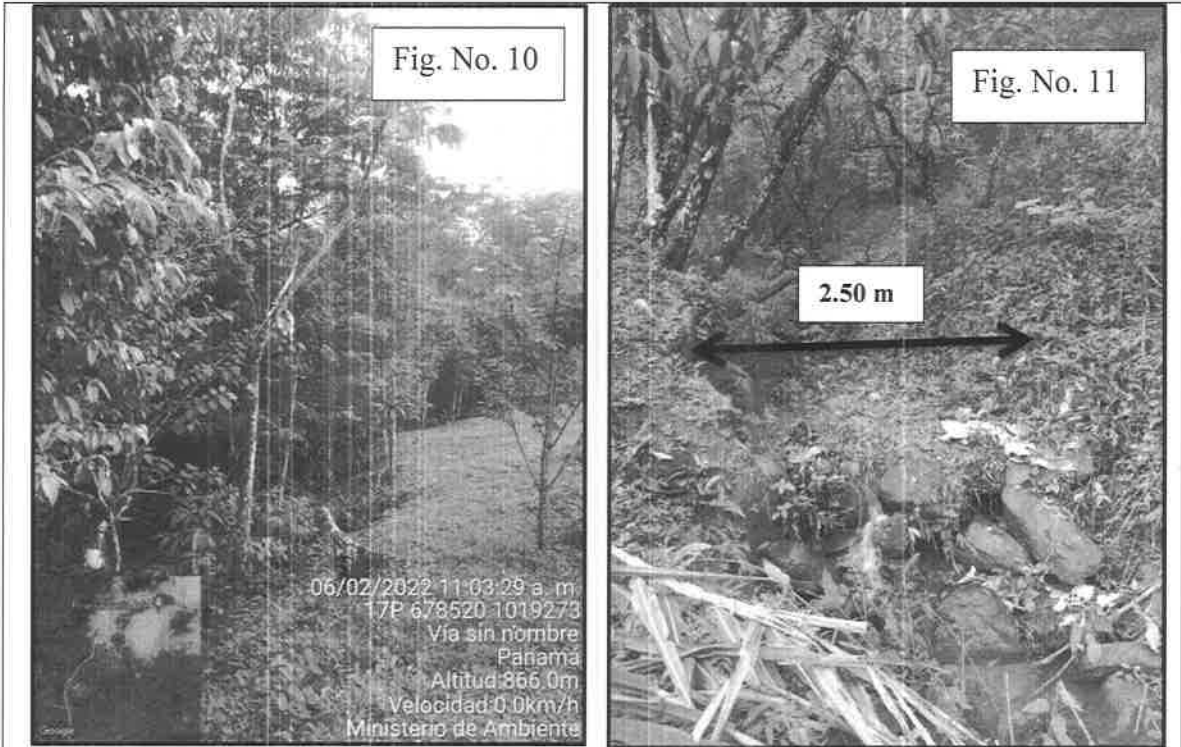 Fig. No. 10
06/02/2022 11:03:29 a. m.
17P 678520 1019273
Vía sin nombre
Panamá
Altitud:866.0m
Velocidad:0.0km/h
Ministerio de Ambiente
Google
Fig. No. 11
2.50 m